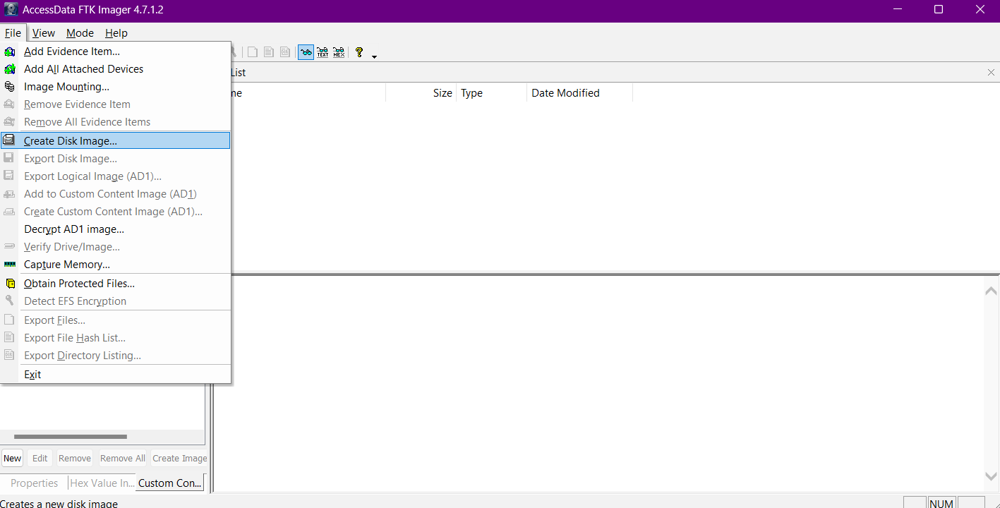 AccessData FTK Imager 4.7.1.2
File View Mode Help
Add Evidence Item...
Add All Attached Devices
Image Mounting...
Remove Evidence Item
Remove All Evidence Items
Create Disk Image...
Export Disk Image...
Export Logical Image (AD1)...
Add to Custom Content Image (AD1)
Create Custom Content Image (AD1)...
Decrypt AD1 image...
Verify Drive/Image...
Capture Memory...
Obtain Protected Files...
Detect EFS Encryption
Export Files...
Export File Hash List...
Export Directory Listing...
Exit
DIR TEXT HEX ?
List
me Size Type Date Modified
New Edit Remove Remove All Create Image
Properties Hex Value In... Custom Con...
Creates a new disk image NUM